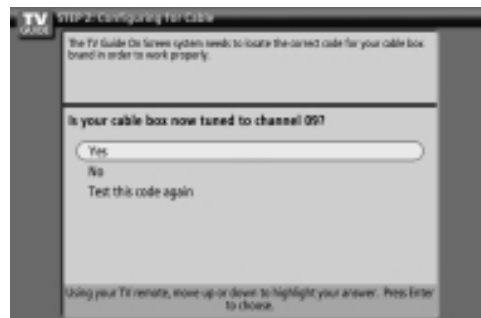 TV
GUIDE
STEP 2: Configuring for Cable
The TV Guide On Screen system needs to locate the correct code for your cable box
brand in order to work properly.
Is your cable box now tuned to channel 09?
Yes
No
Test this code again
Using your TV remote, move up or down to highlight your answer. Press Enter
to choose.